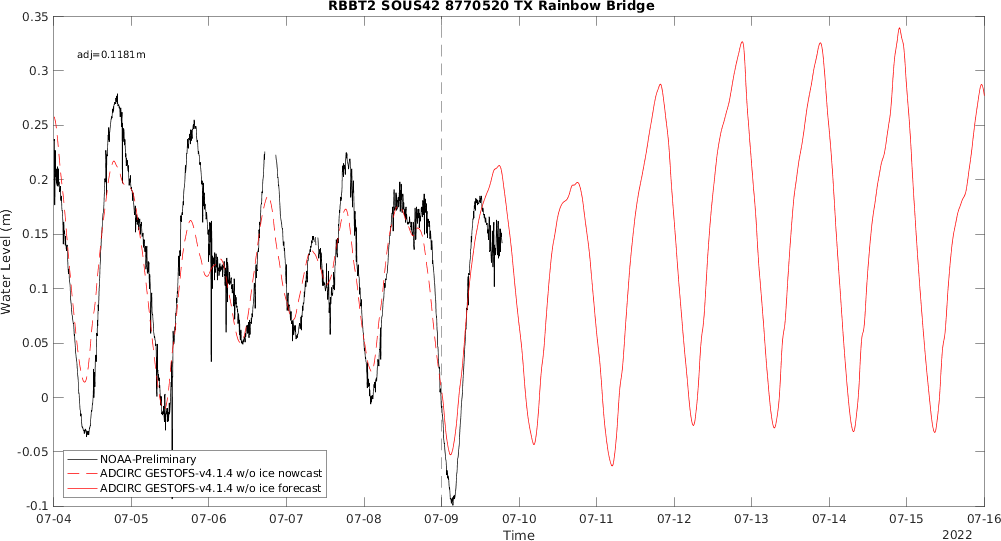 RBBT2 SOUS42 8770520 TX Rainbow Bridge
adj=0.1181m
0.35
0.3
0.25
0.2
0.15
0.1
0.05
0
-0.05
-0.1
Water Level (m)
NOAA-Preliminary
ADCIRC GESTOFS-v4.1.4 w/o ice nowcast
ADCIRC GESTOFS-v4.1.4 w/o ice forecast
07-04 07-05 07-06 07-07 07-08 07-09 07-10 07-11 07-12 07-13 07-14 07-15 07-16
Time
2022